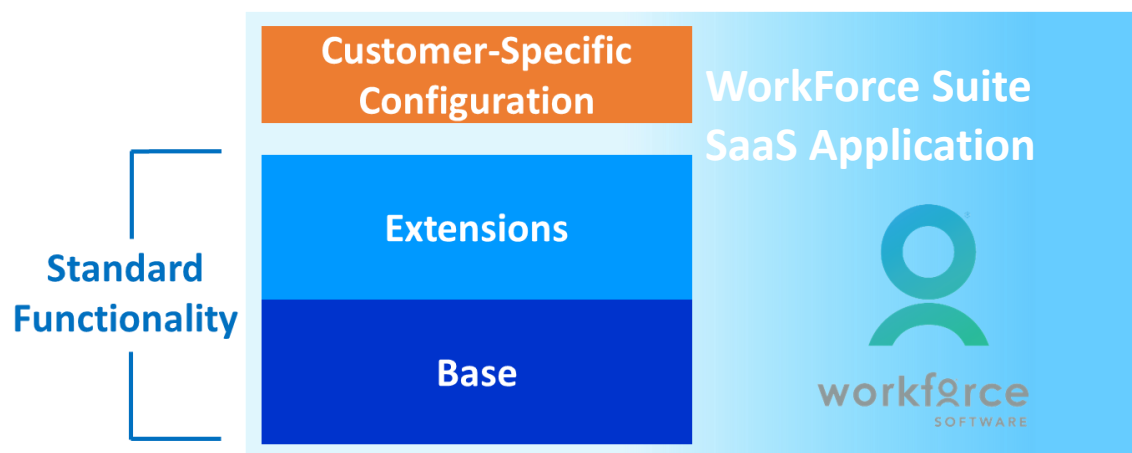 Customer-Specific
Configuration
WorkForce Suite
SaaS Application
Extensions
Standard
Functionality
Base
workforce
SOFTWARE